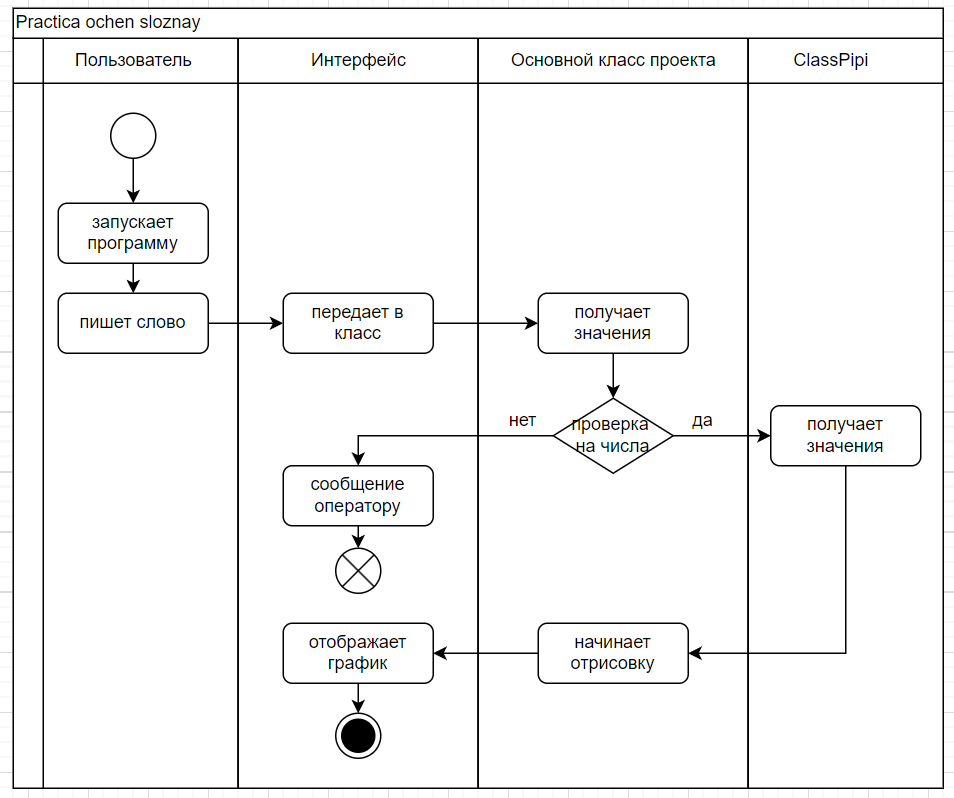 Practica ochen sloznay
Пользователь
Интерфейс
Основной класс проекта
ClassPipi
запускает
программу
пишет слово
передает в
класс
получает
значения
проверка
на числа
нет
да
получает
значения
сообщение
оператору
начинает
отрисовку
отображает
график